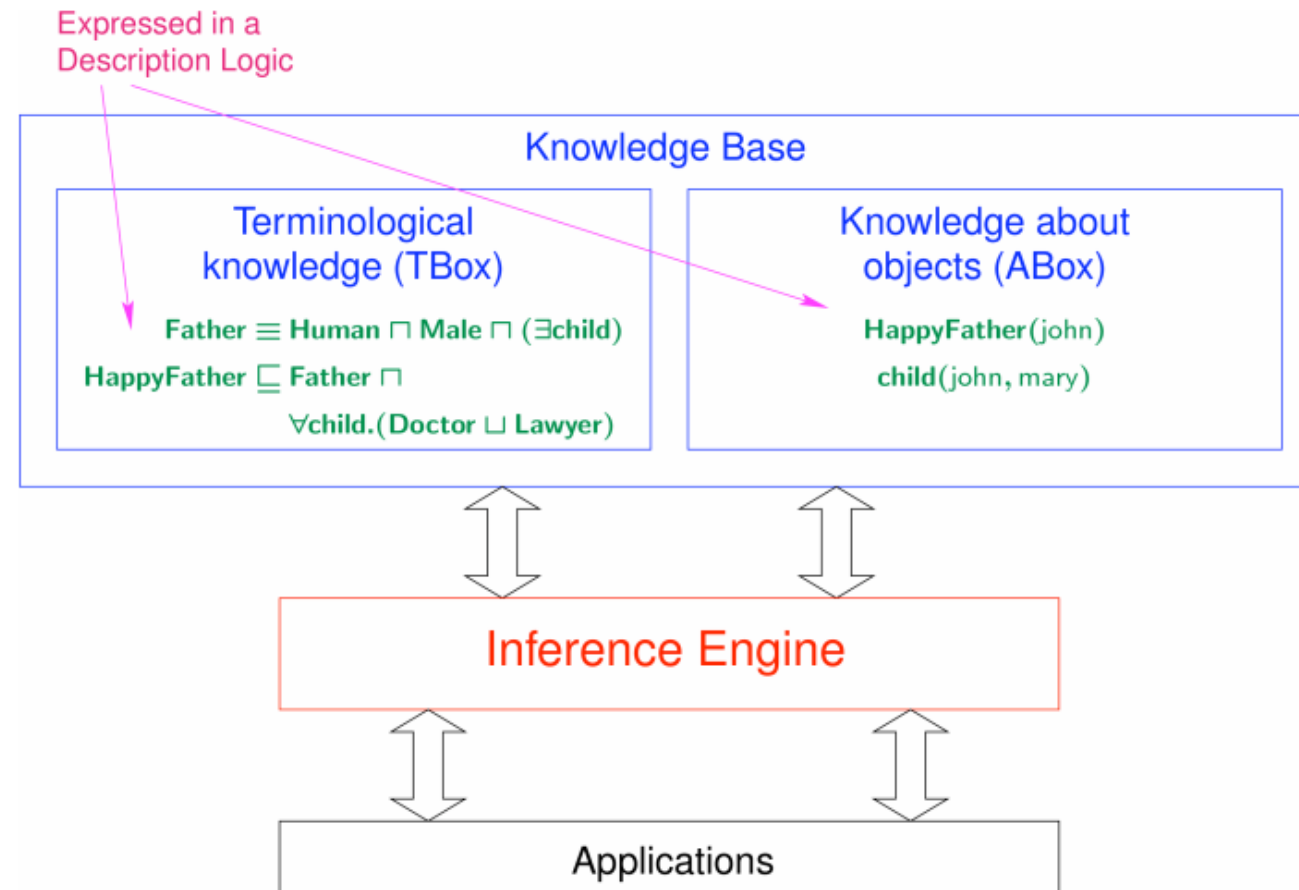 Expressed in a
Description Logic
Knowledge Base
Terminological
knowledge (TBox)
Father ≡ Human ⊓ Male ⊓ (∃child)
HappyFather ⊑ Father ⊓
∀child.(Doctor ⊔ Lawyer)
Knowledge about
objects (ABox)
HappyFather(john)
child(john, mary)
Inference Engine
Applications